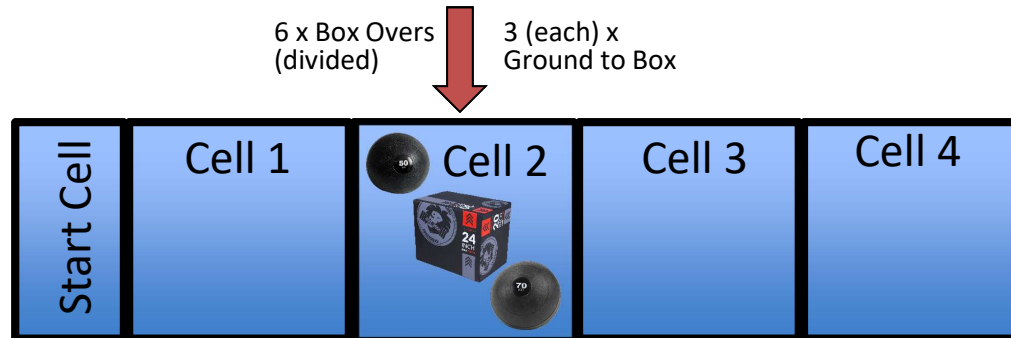 6 x Box Overs
(divided)
3 (each) x
Ground to Box
Start Cell
Cell 1
Cell 2
Cell 3
Cell 4
50
24
INCH
20
70